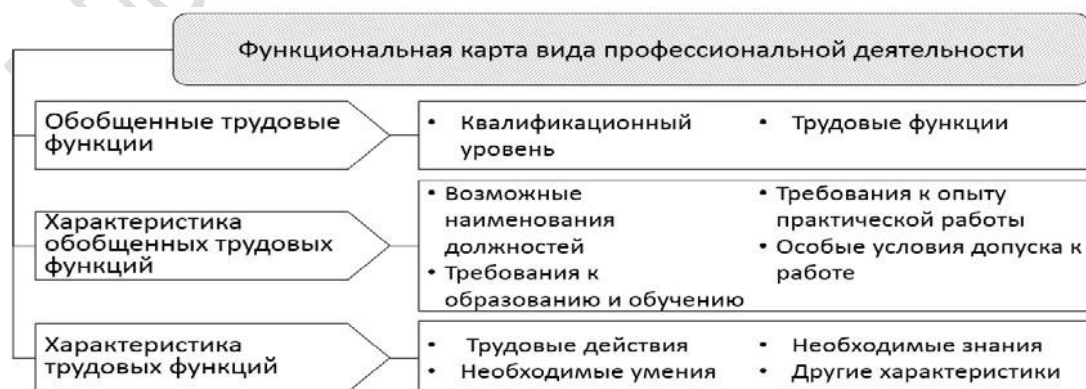 Функциональная карта вида профессиональной деятельности
Обобщенные трудовые
функции
• Квалификационный
уровень
• Трудовые функции
Характеристика
обобщенных трудовых
функций
• Возможные
наименования
должностей
• Требования к
образованию и обучению
• Требования к опыту
практической работы
• Особые условия допуска к
работе
Характеристика
трудовых функций
• Трудовые действия
• Необходимые умения
• Необходимые знания
• Другие характеристики